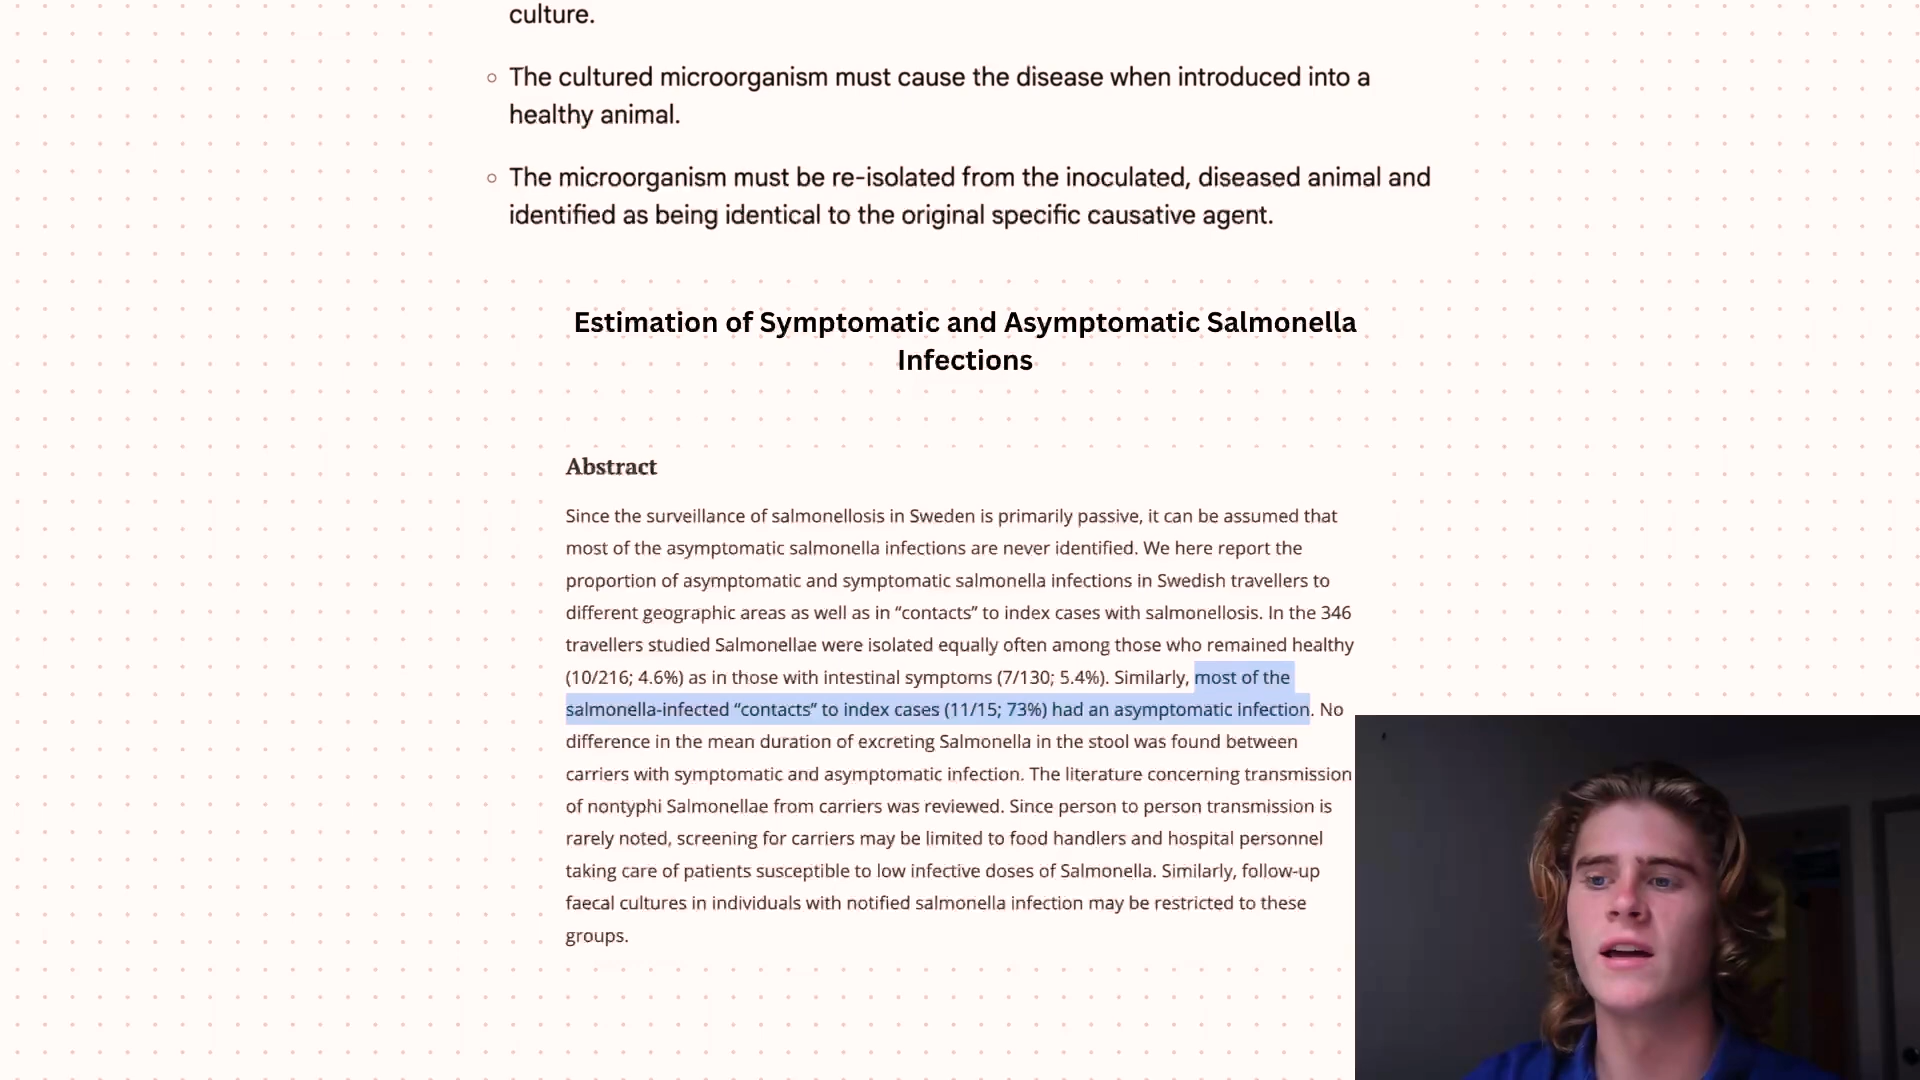 culture.
The cultured microorganism must cause the disease when introduced into a
healthy animal.
The microorganism must be re-isolated from the inoculated, diseased animal and
identified as being identical to the original specific causative agent.
Estimation of Symptomatic and Asymptomatic Salmonella
Infections
Abstract
Since the surveillance of salmonellosis in Sweden is primarily passive, it can be assumed that
most of the asymptomatic salmonella infections are never identified. We here report the
proportion of asymptomatic and symptomatic salmonella infections in Swedish travellers to
different geographic areas as well as in “contacts” to index cases with salmonellosis. In the 346
travellers studied Salmonellae were isolated equally often among those who remained healthy
(10/216; 4.6%) as in those with intestinal symptoms (7/130; 5.4%). Similarly, most of the
salmonella-infected “contacts” to index cases (11/15; 73%) had an asymptomatic infection. No
difference in the mean duration of excreting Salmonella in the stool was found between
carriers with symptomatic and asymptomatic infection. The literature concerning transmission
of nontyphi Salmonellae from carriers was reviewed. Since person to person transmission is
rarely noted, screening for carriers may be limited to food handlers and hospital personnel
taking care of patients susceptible to low infective doses of Salmonella. Similarly, follow-up
faecal cultures in individuals with notified salmonella infection may be restricted to these
groups.